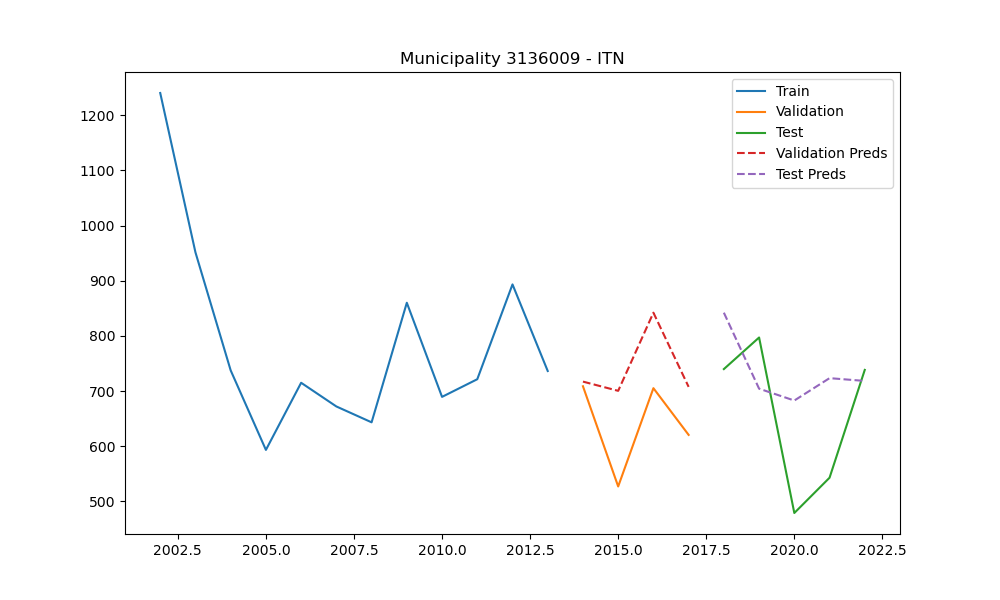 Municipality 3136009 - ITN
Train
Validation
Test
Validation Preds
Test Preds
1200
1100
1000
900
800
700
600
500
2002.5 2005.0 2007.5 2010.0 2012.5 2015.0 2017.5 2020.0 2022.5